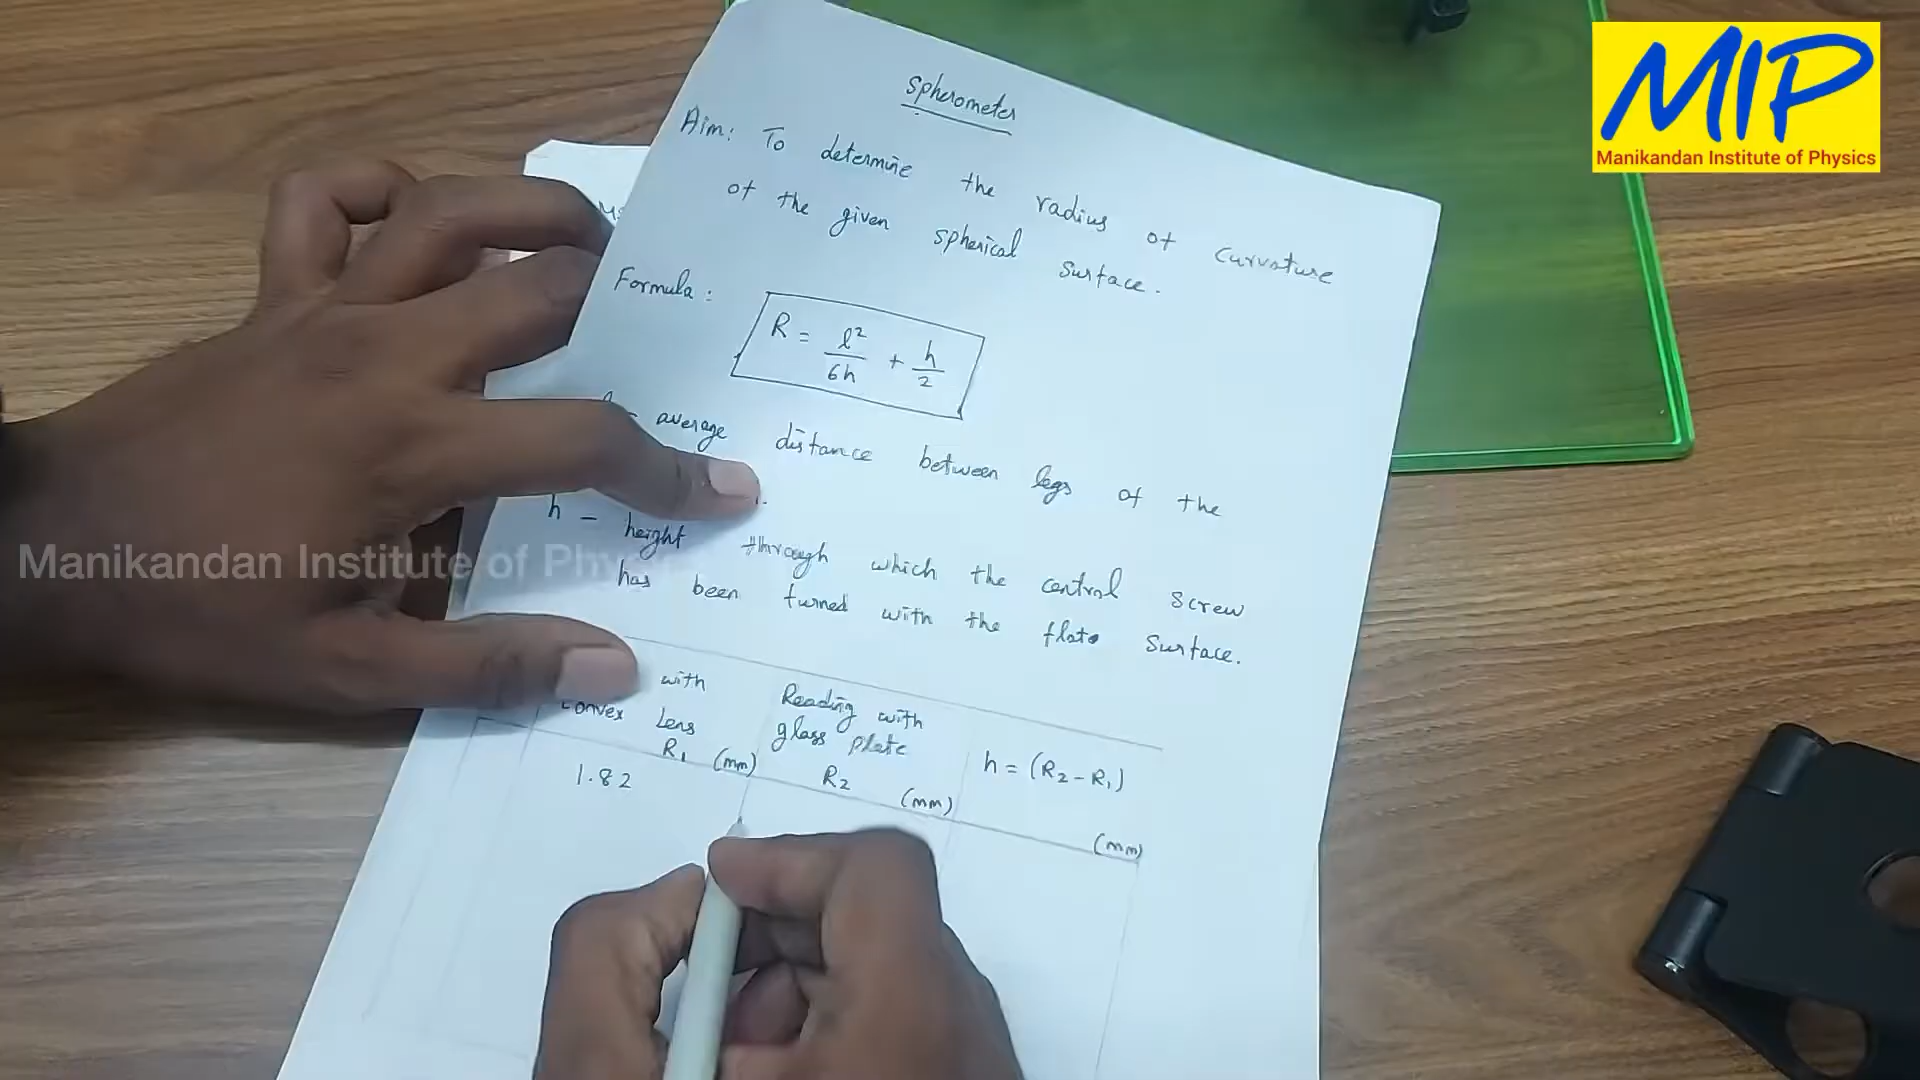 MIP
Manikandan Institute of Physics
Spherometer
Aim: To determine the radius of curvature
of the given spherical surface.
Formula:
R = l²/6h + h/2
l - average distance between legs of the
h - height through which the central screw
has been turned with the flat surface.
with
convex Lens
R₁ (mm)
Reading with
glass plate
R₂ (mm)
h = (R₂ - R₁)
(mm)
1.82
Manikandan Institute of Phy